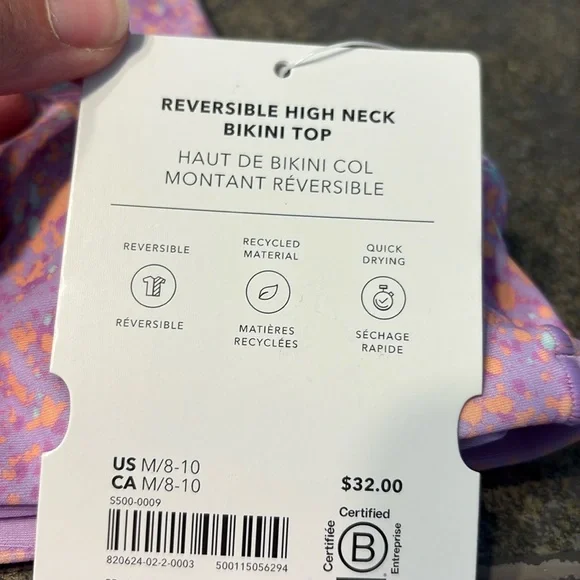 REVERSIBLE HIGH NECK
BIKINI TOP
HAUT DE BIKINI COL
MONTANT RÉVERSIBLE
REVERSIBLE
RÉVERSIBLE
RECYCLED
MATERIAL
MATIÈRES
RECYCLÉES
QUICK
DRYING
SÉCHAGE
RAPIDE
US M/8-10
CA M/8-10
S500-0009
$32.00
820624-02-2-0003 500115056294
Certified
Certifiée
B
Entreprise